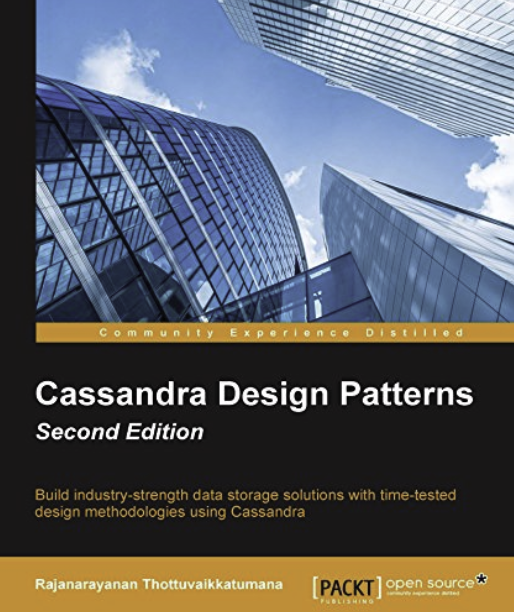 Community Experience Distilled
Cassandra Design Patterns
Second Edition
Build industry-strength data storage solutions with time-tested
design methodologies using Cassandra
Rajanarayanan Thottuvaikkatumana
[PACKT] open source*
PUBLISHING community experience distilled